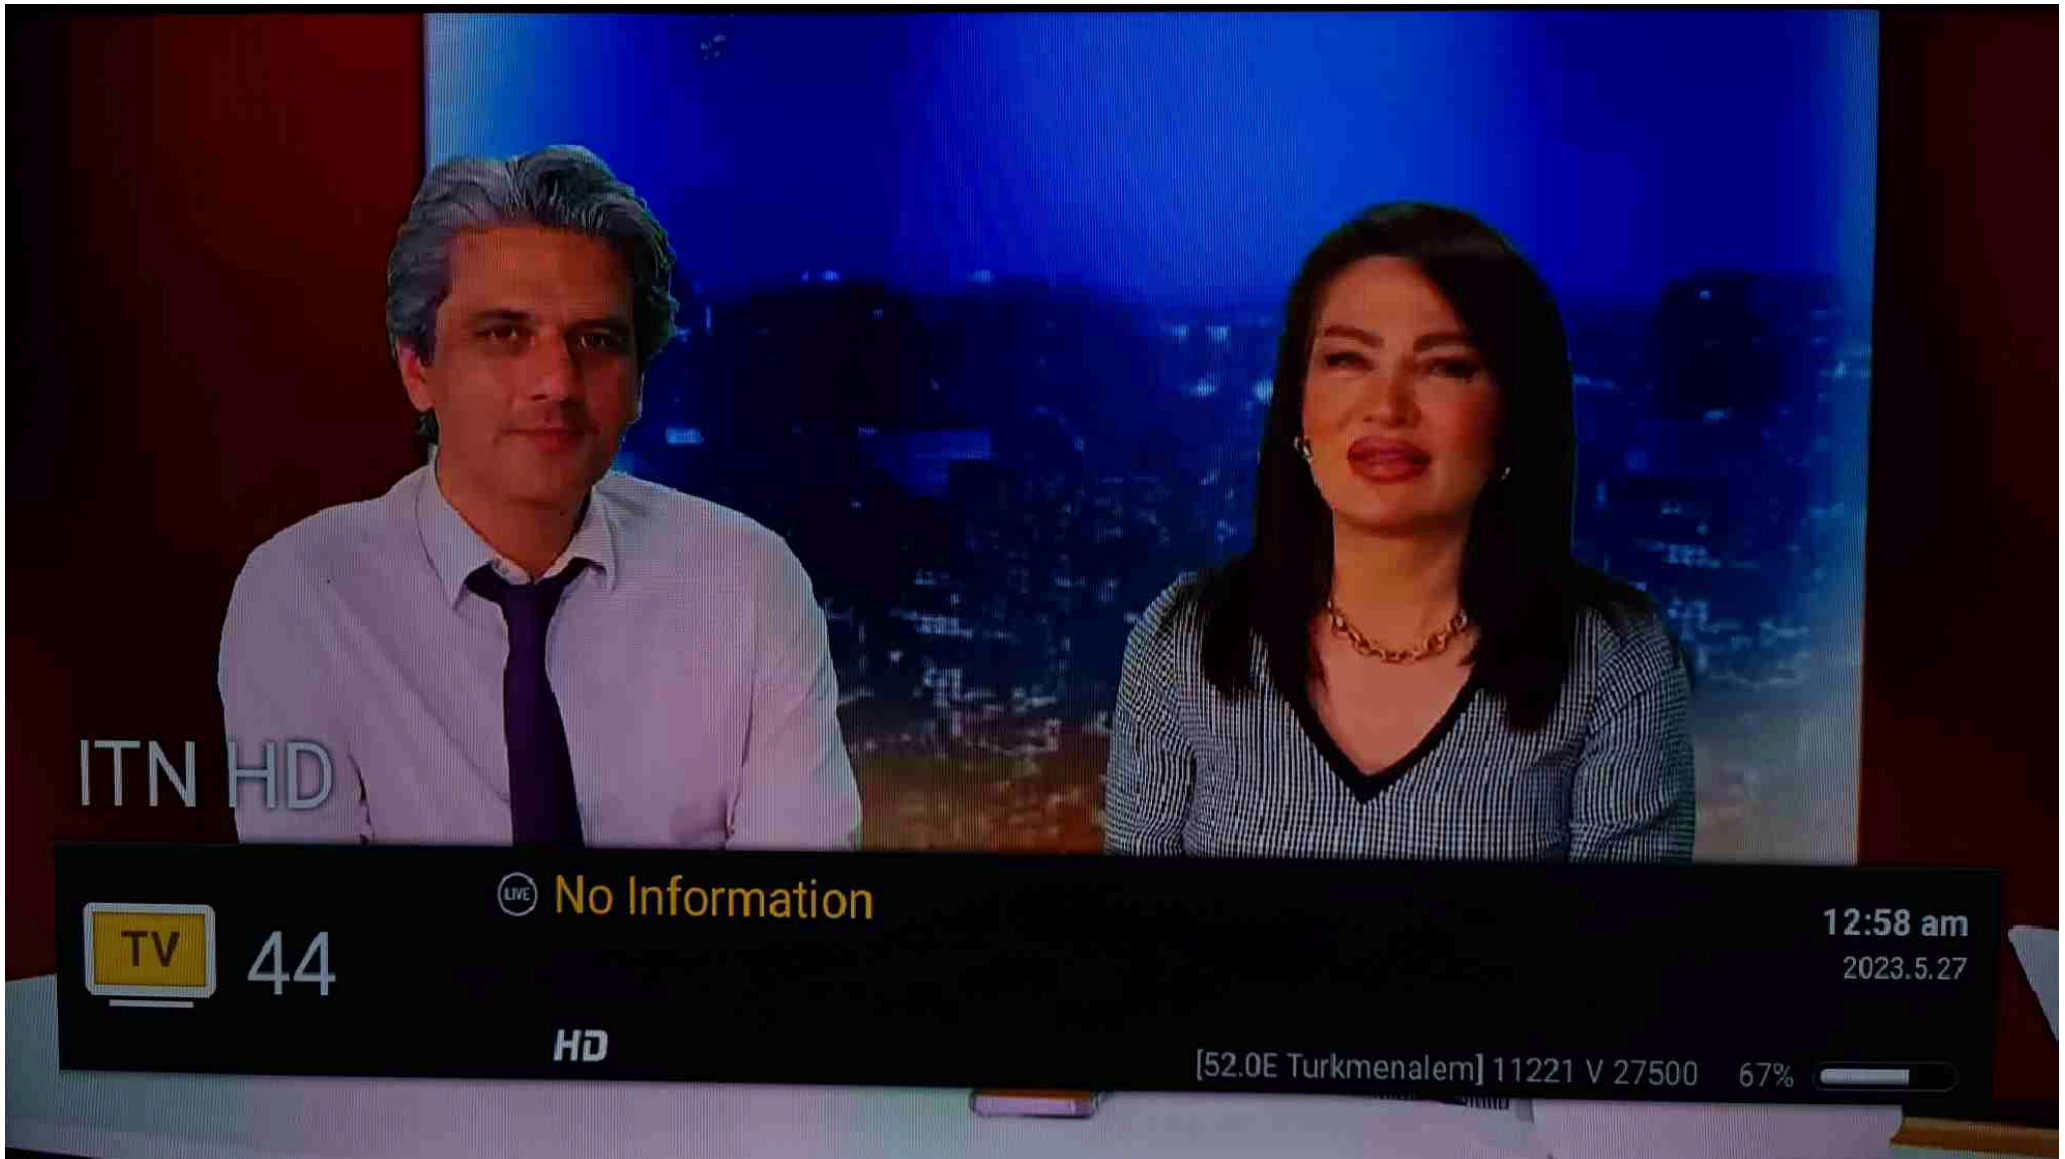 ITN HD
LIVE No Information
TV 44
12:58 am
2023.5.27
HD
[52.0E Turkmenalem] 11221 V 27500 67%